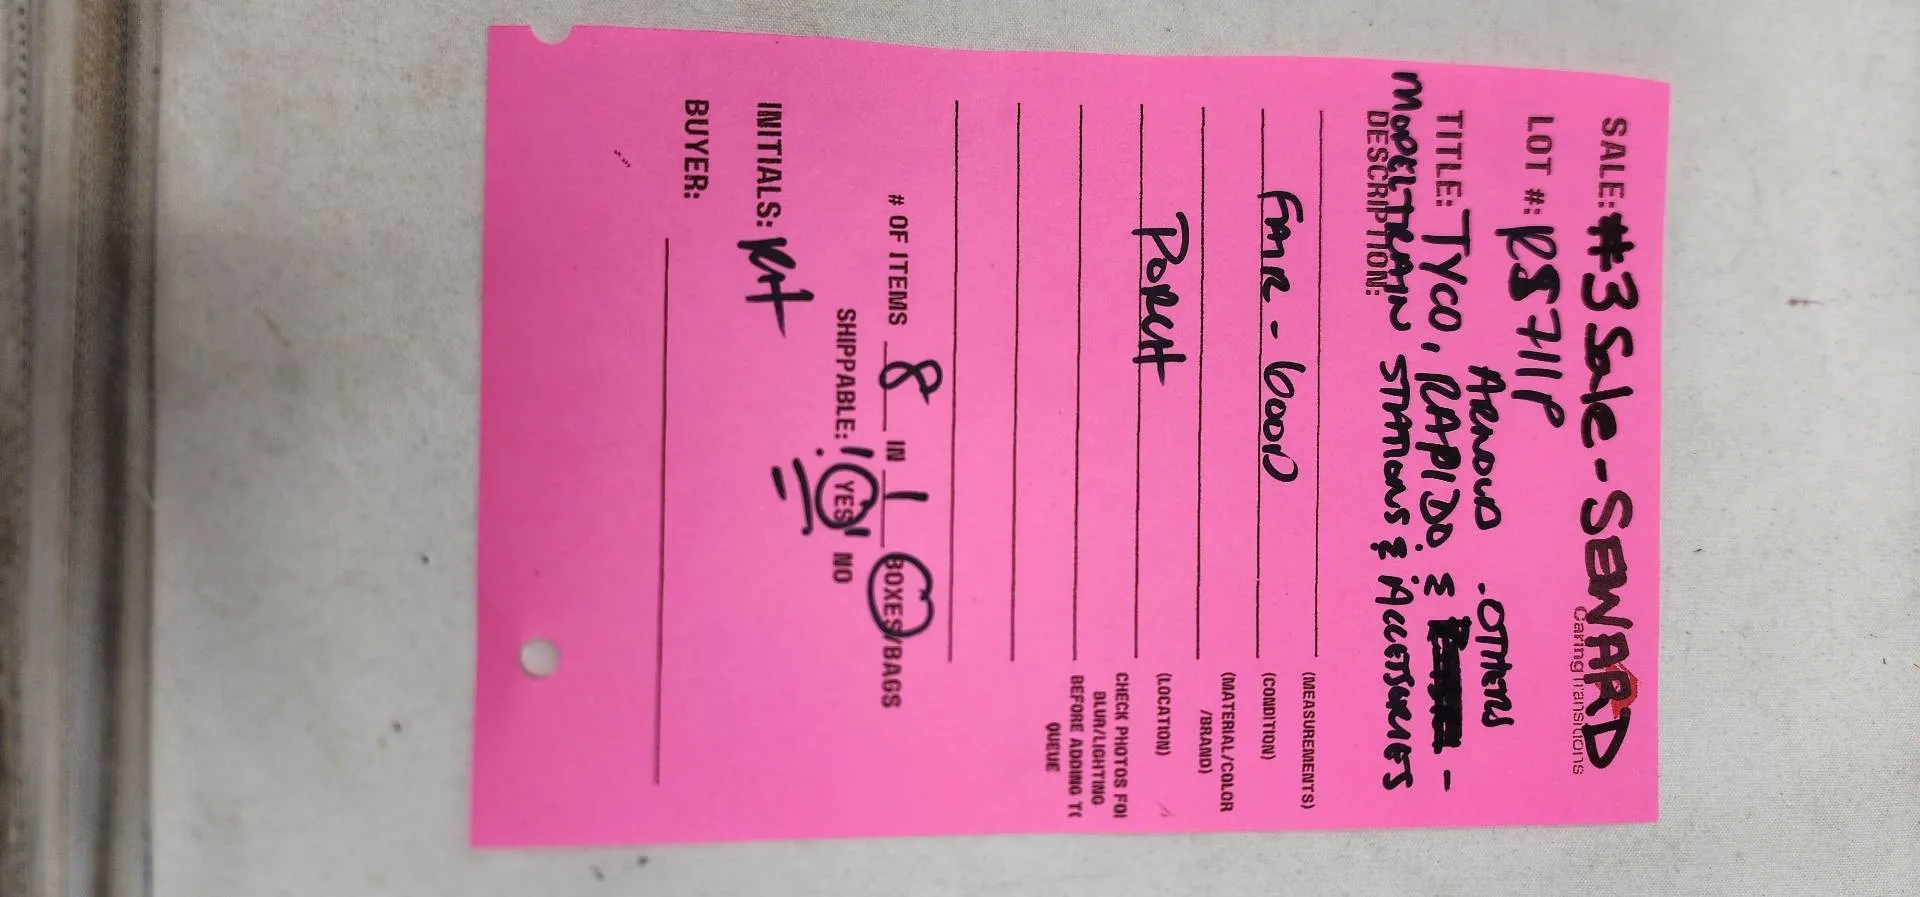 SALE: #3 Sale - SEWARD
Caring Transitions
LOT #: RS7111P
ARNOLD . OTHERS
TITLE: TYCO, RAPIDO, & -
MODEL TRAIN STATIONS & ACCESSORIES
DESCRIPTION:
(MEASUREMENTS)
FAIR - GOOD (CONDITION)
(MATERIAL/COLOR
/BRAND)
PORCH (LOCATION)
CHECK PHOTOS FOR
BLUR/LIGHTING
BEFORE ADDING TO
QUEUE
# OF ITEMS 8 IN 1 BOXES/BAGS
SHIPPABLE: ! YES! NO
INITIALS:
BUYER: